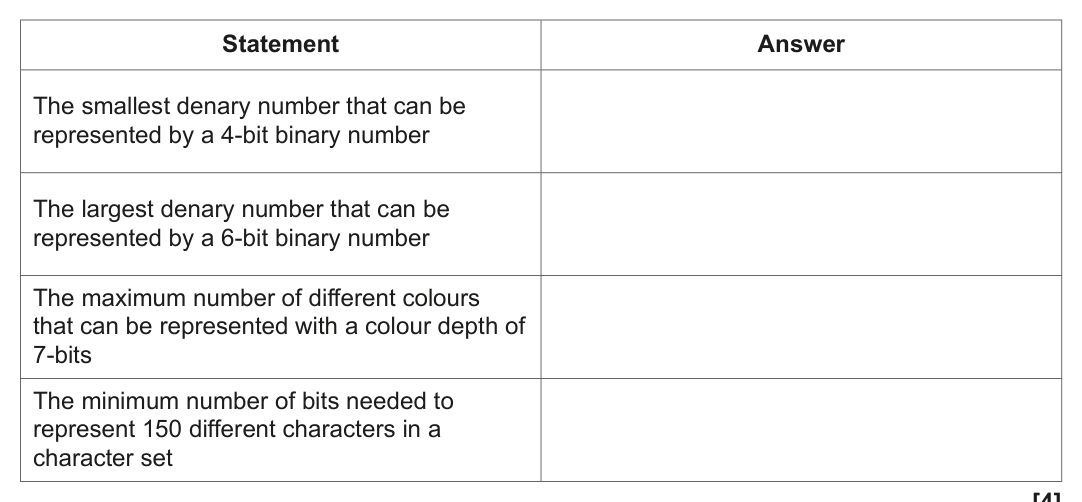 Statement
Answer
The smallest denary number that can be
represented by a 4-bit binary number
The largest denary number that can be
represented by a 6-bit binary number
The maximum number of different colours
that can be represented with a colour depth of
7-bits
The minimum number of bits needed to
represent 150 different characters in a
character set
[4]